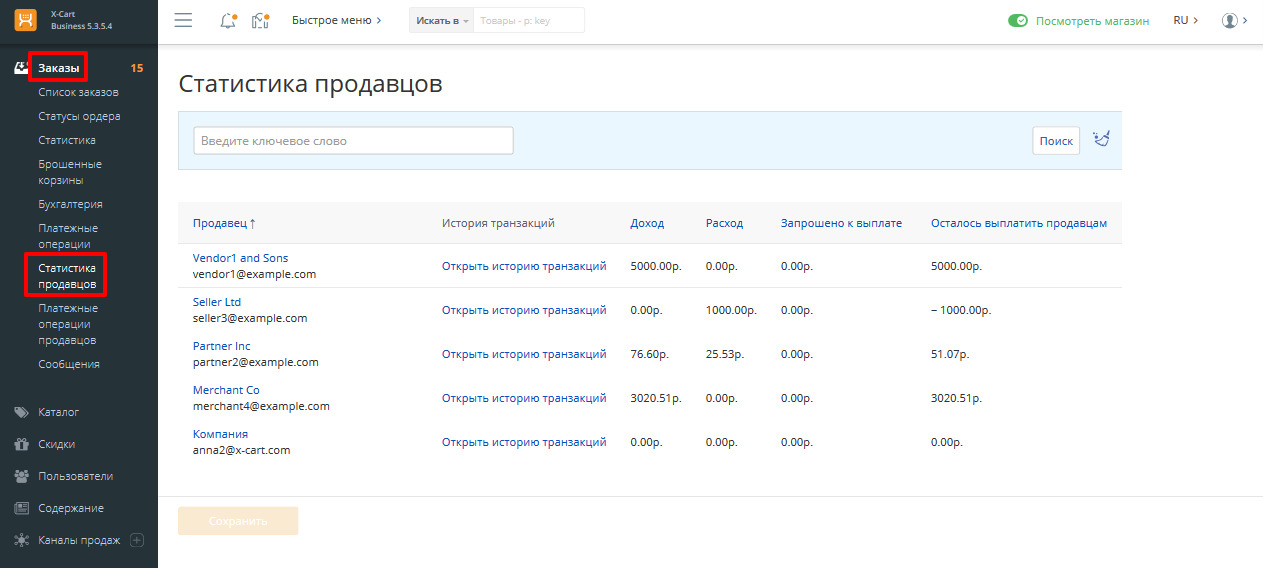 X-Cart
Business 5.3.5.4
Быстрое меню
Искать в
Товары - р: key
Посмотреть магазин
RU
Заказы 15
Список заказов
Статусы ордера
Статистика
Брошенные
корзины
Бухгалтерия
Платежные
операции
Статистика
продавцов
Платежные
операции
продавцов
Сообщения
Каталог
Скидки
Пользователи
Содержание
Каналы продаж
Статистика продавцов
Введите ключевое слово
Поиск
Продавец ↑ История транзакций Доход Расход Запрошено к выплате Осталось выплатить продавцам
Vendor1 and Sons
vendor1@example.com
Открыть историю транзакций 5000.00р. 0.00р. 0.00р. 5000.00р.
Seller Ltd
seller3@example.com
Открыть историю транзакций 0.00р. 1000.00р. 0.00р. – 1000.00р.
Partner Inc
partner2@example.com
Открыть историю транзакций 76.60р. 25.53р. 0.00р. 51.07р.
Merchant Co
merchant4@example.com
Открыть историю транзакций 3020.51р. 0.00р. 0.00р. 3020.51р.
Компания
anna2@x-cart.com
Открыть историю транзакций 0.00р. 0.00р. 0.00р. 0.00р.
Сохранить